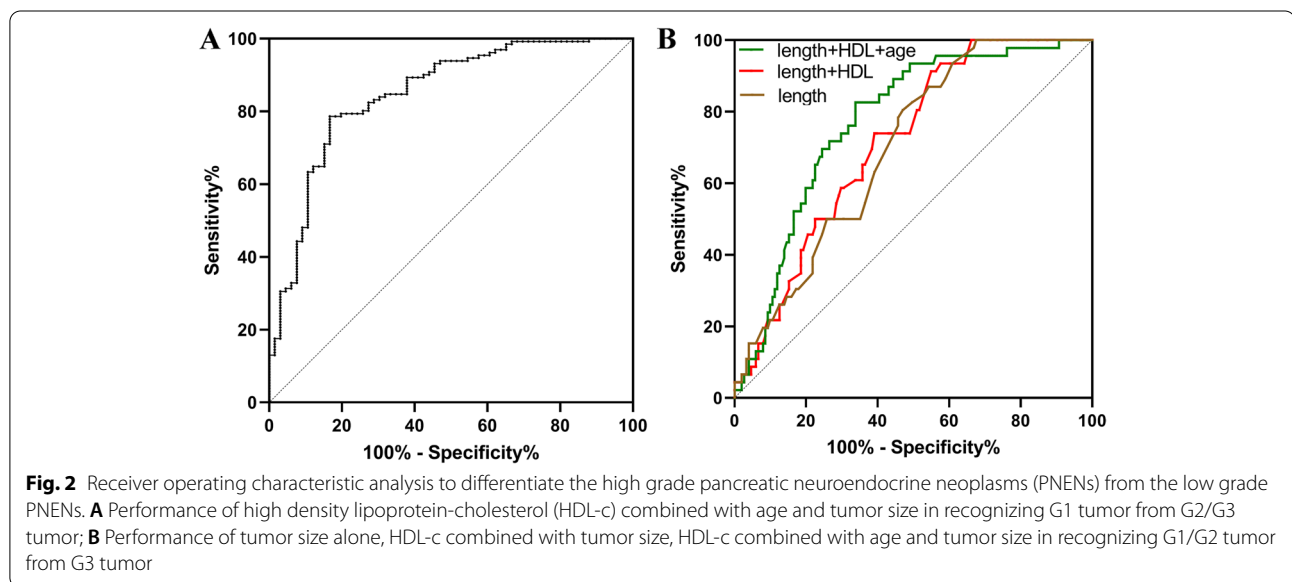 A
100
80
60
40
20
0
Sensitivity%
0 20 40 60 80 100
100% - Specificity%
B
100
80
60
40
20
0
Sensitivity%
length+HDL+age
length+HDL
length
0 20 40 60 80 100
100% - Specificity%
Fig. 2 Receiver operating characteristic analysis to differentiate the high grade pancreatic neuroendocrine neoplasms (PNENs) from the low grade
PNENs. A Performance of high density lipoprotein-cholesterol (HDL-c) combined with age and tumor size in recognizing G1 tumor from G2/G3
tumor; B Performance of tumor size alone, HDL-c combined with tumor size, HDL-c combined with age and tumor size in recognizing G1/G2 tumor
from G3 tumor